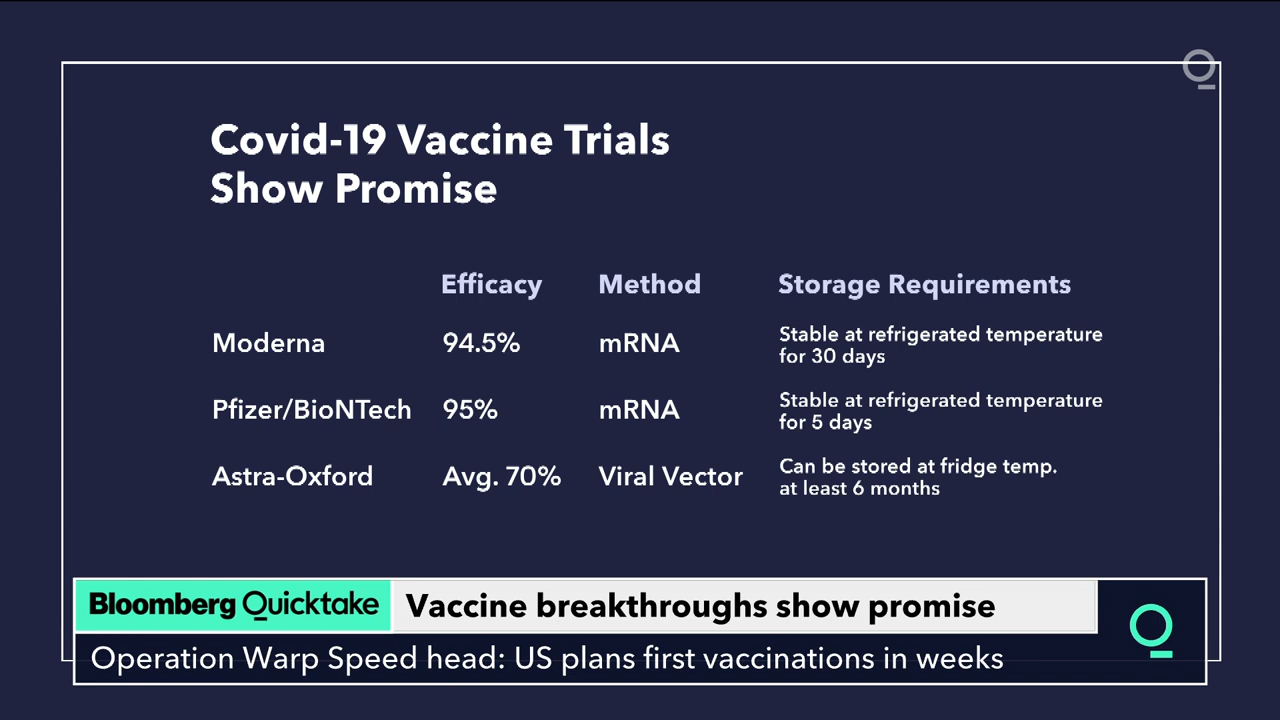 Covid-19 Vaccine Trials
Show Promise
Efficacy Method Storage Requirements
Moderna 94.5% mRNA Stable at refrigerated temperature
for 30 days
Pfizer/BioNTech 95% mRNA Stable at refrigerated temperature
for 5 days
Astra-Oxford Avg. 70% Viral Vector Can be stored at fridge temp.
at least 6 months
Bloomberg Quicktake Vaccine breakthroughs show promise
Operation Warp Speed head: US plans first vaccinations in weeks